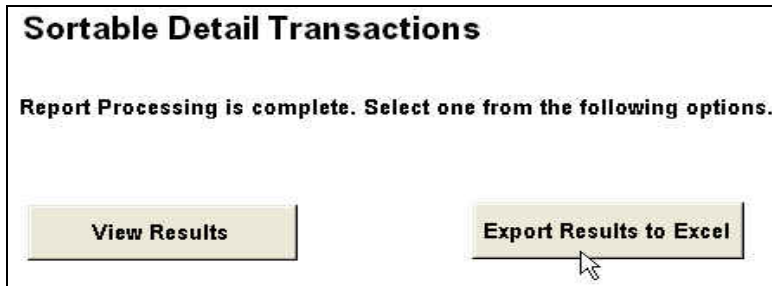 Sortable Detail Transactions
Report Processing is complete. Select one from the following options.
View Results
Export Results to Excel